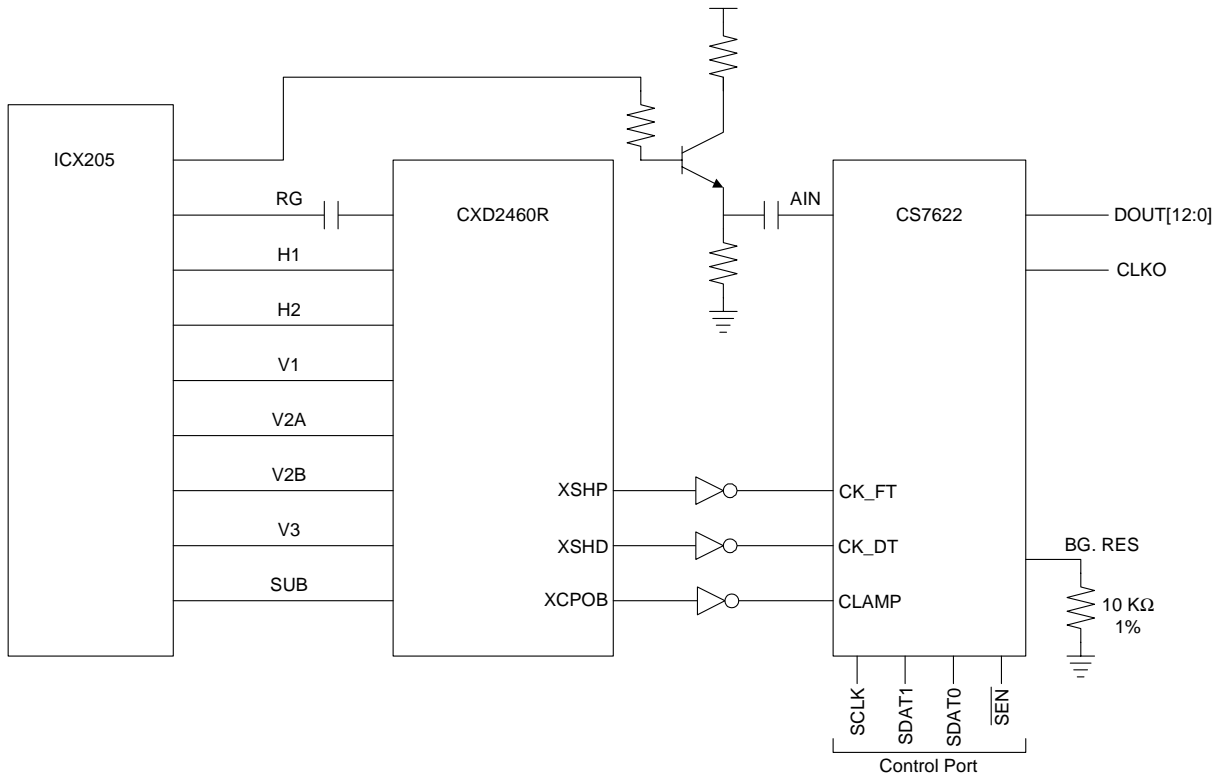 ICX205
RG
CXD2460R
AIN
CS7622
DOUT[12:0]
H1
CLKO
H2
V1
V2A
V2B
XSHP
CK_FT
V3
XSHD
CK_DT
BG. RES
SUB
XCPOB
CLAMP
10 KΩ
1%
SCLK
SDAT1
SDAT0
SEN
Control Port